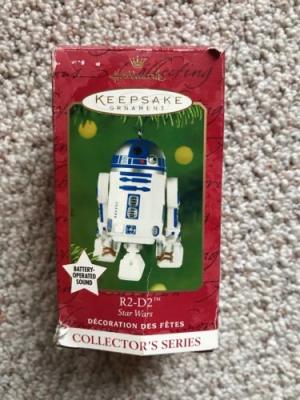 Hallmark
KEEPSAKE
ORNAMENT
BATTERY-
OPERATED
SOUND
R2-D2™
Star Wars
DÉCORATION DES FÊTES
COLLECTOR'S SERIES